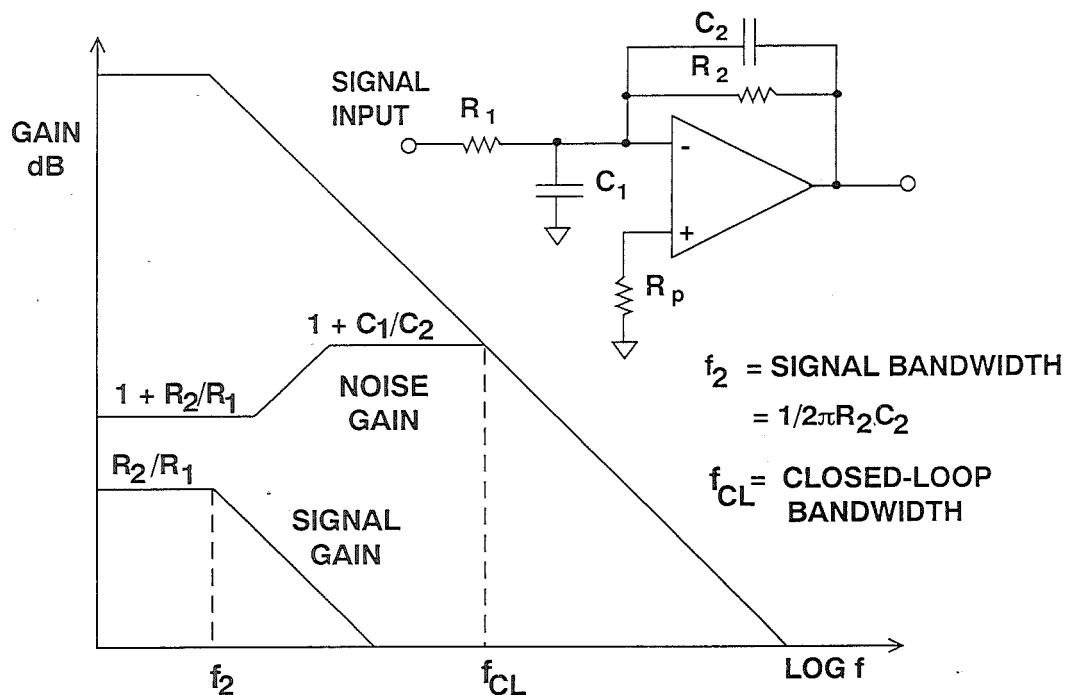 C2
R2
SIGNAL
INPUT
R1
GAIN
dB
-
C1
+
Rp
1 + C1/C2
f2 = SIGNAL BANDWIDTH
1 + R2/R1
NOISE
GAIN
= 1/2πR2C2
R2/R1
fCL= CLOSED-LOOP
BANDWIDTH
SIGNAL
GAIN
f2
fCL
LOG f